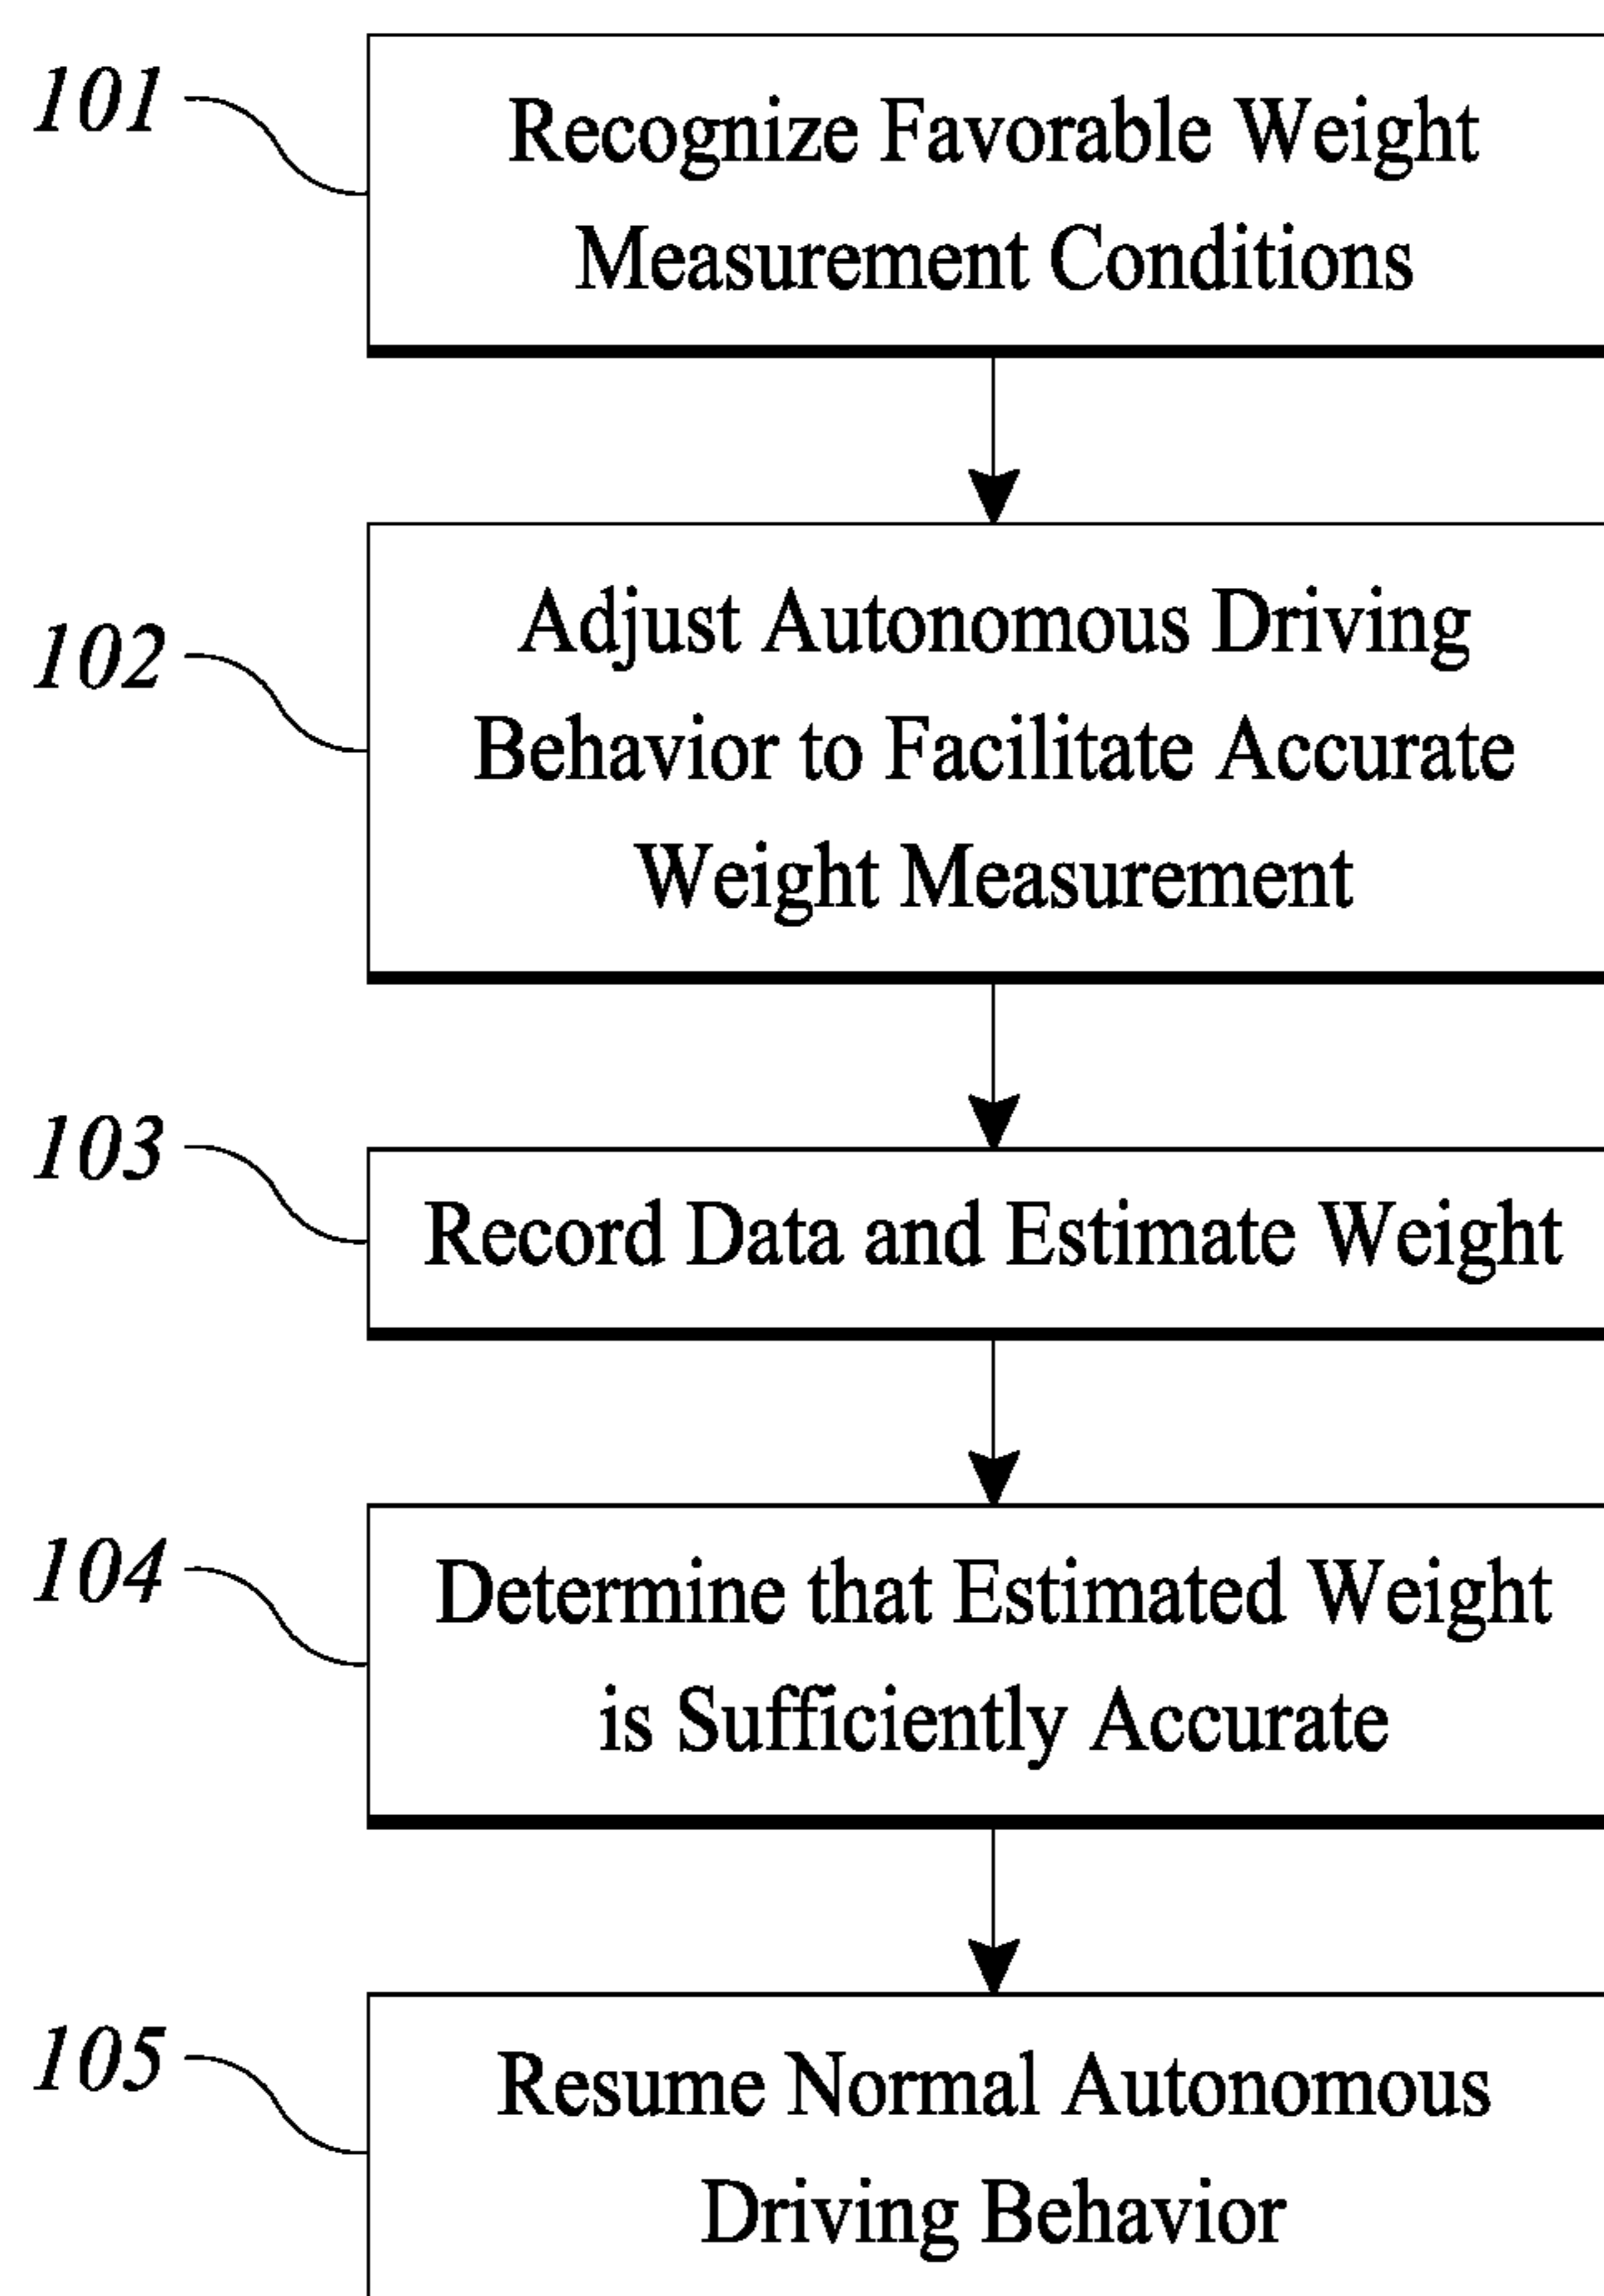 101
Recognize Favorable Weight
Measurement Conditions
102
Adjust Autonomous Driving
Behavior to Facilitate Accurate
Weight Measurement
103
Record Data and Estimate Weight
104
Determine that Estimated Weight
is Sufficiently Accurate
105
Resume Normal Autonomous
Driving Behavior